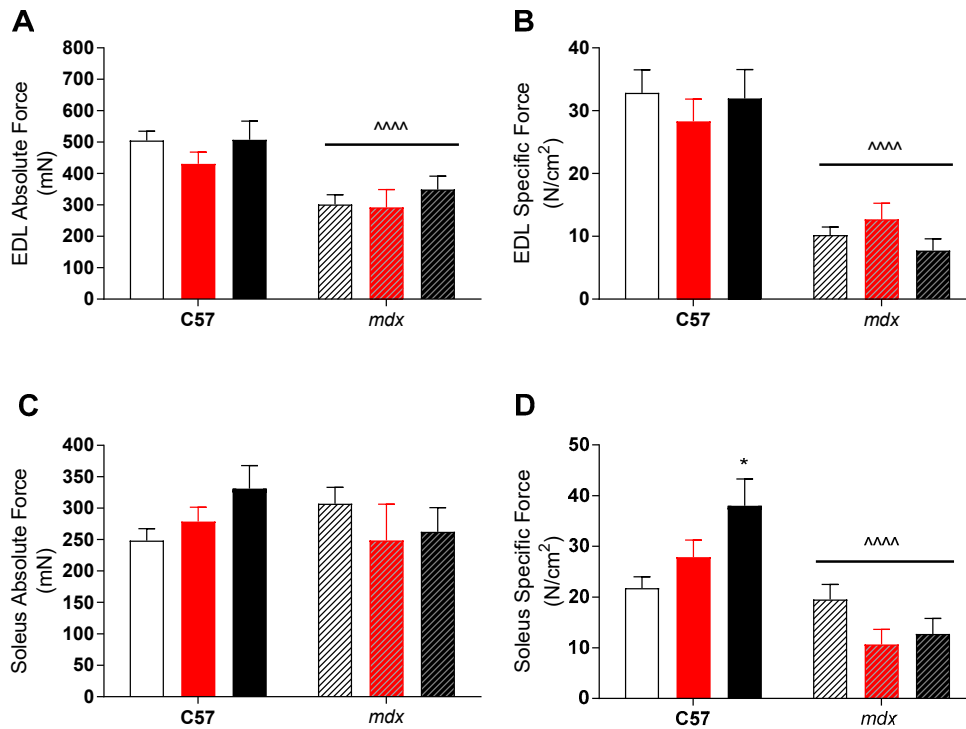 A
EDL Absolute Force
(mN)
800
700
600
500
400
300
200
100
0
^^^^
C57
mdx
B
EDL Specific Force
(N/cm²)
40
30
20
10
0
^^^^
C57
mdx
C
Soleus Absolute Force
(mN)
400
350
300
250
200
150
100
50
0
C57
mdx
D
Soleus Specific Force
(N/cm²)
50
40
30
20
10
0
*
^^^^
C57
mdx